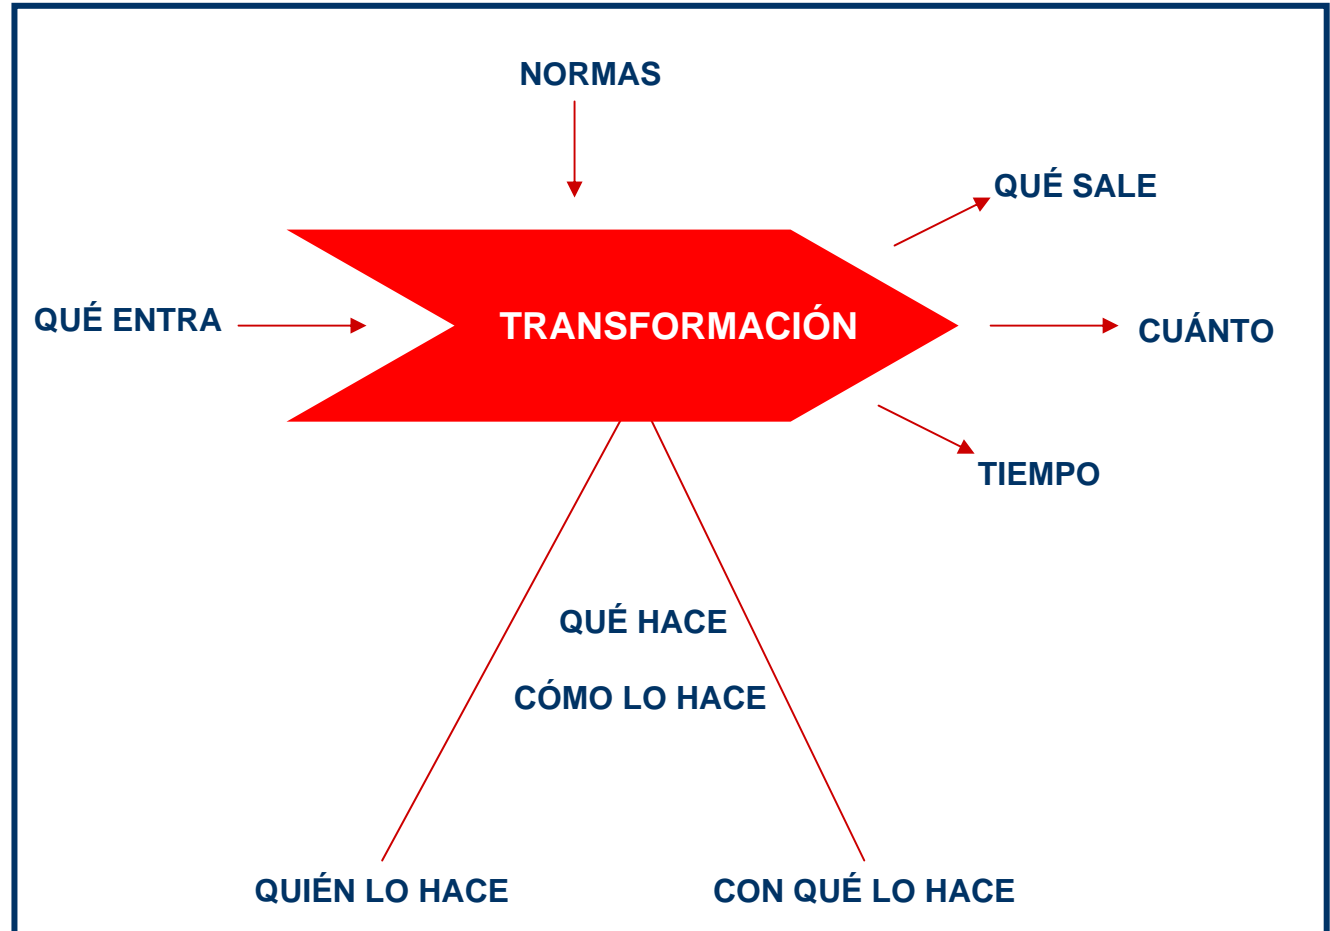 NORMAS
QUÉ SALE
QUÉ ENTRA
TRANSFORMACIÓN
CUÁNTO
TIEMPO
QUÉ HACE
CÓMO LO HACE
QUIÉN LO HACE
CON QUÉ LO HACE